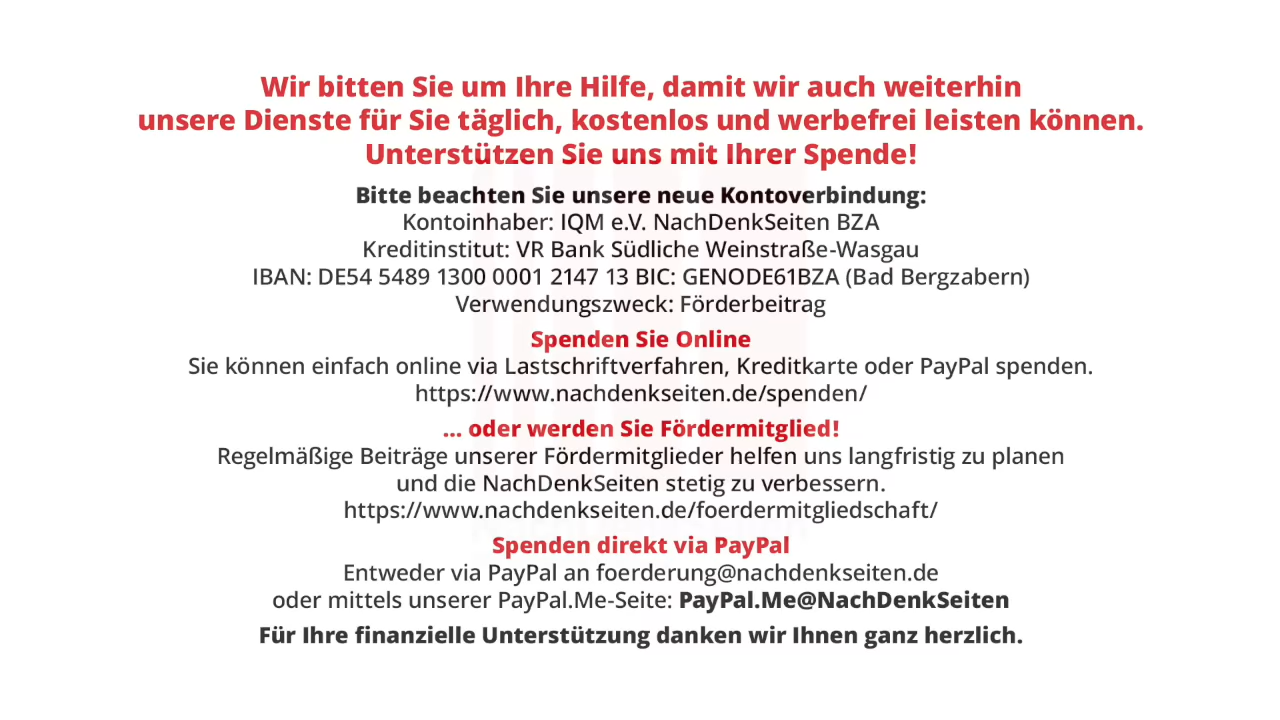 Wir bitten Sie um Ihre Hilfe, damit wir auch weiterhin
unsere Dienste für Sie täglich, kostenlos und werbefrei leisten können.
Unterstützen Sie uns mit Ihrer Spende!
Bitte beachten Sie unsere neue Kontoverbindung:
Kontoinhaber: IQM e.V. NachDenkSeiten BZA
Kreditinstitut: VR Bank Südliche Weinstraße-Wasgau
IBAN: DE54 5489 1300 0001 2147 13 BIC: GENODE61BZA (Bad Bergzabern)
Verwendungszweck: Förderbeitrag
Spenden Sie Online
Sie können einfach online via Lastschriftverfahren, Kreditkarte oder PayPal spenden.
https://www.nachdenkseiten.de/spenden/
... oder werden Sie Fördermitglied!
Regelmäßige Beiträge unserer Fördermitglieder helfen uns langfristig zu planen
und die NachDenkSeiten stetig zu verbessern.
https://www.nachdenkseiten.de/foerdermitgliedschaft/
Spenden direkt via PayPal
Entweder via PayPal an foerderung@nachdenkseiten.de
oder mittels unserer PayPal.Me-Seite: PayPal.Me@NachDenkSeiten
Für Ihre finanzielle Unterstützung danken wir Ihnen ganz herzlich.